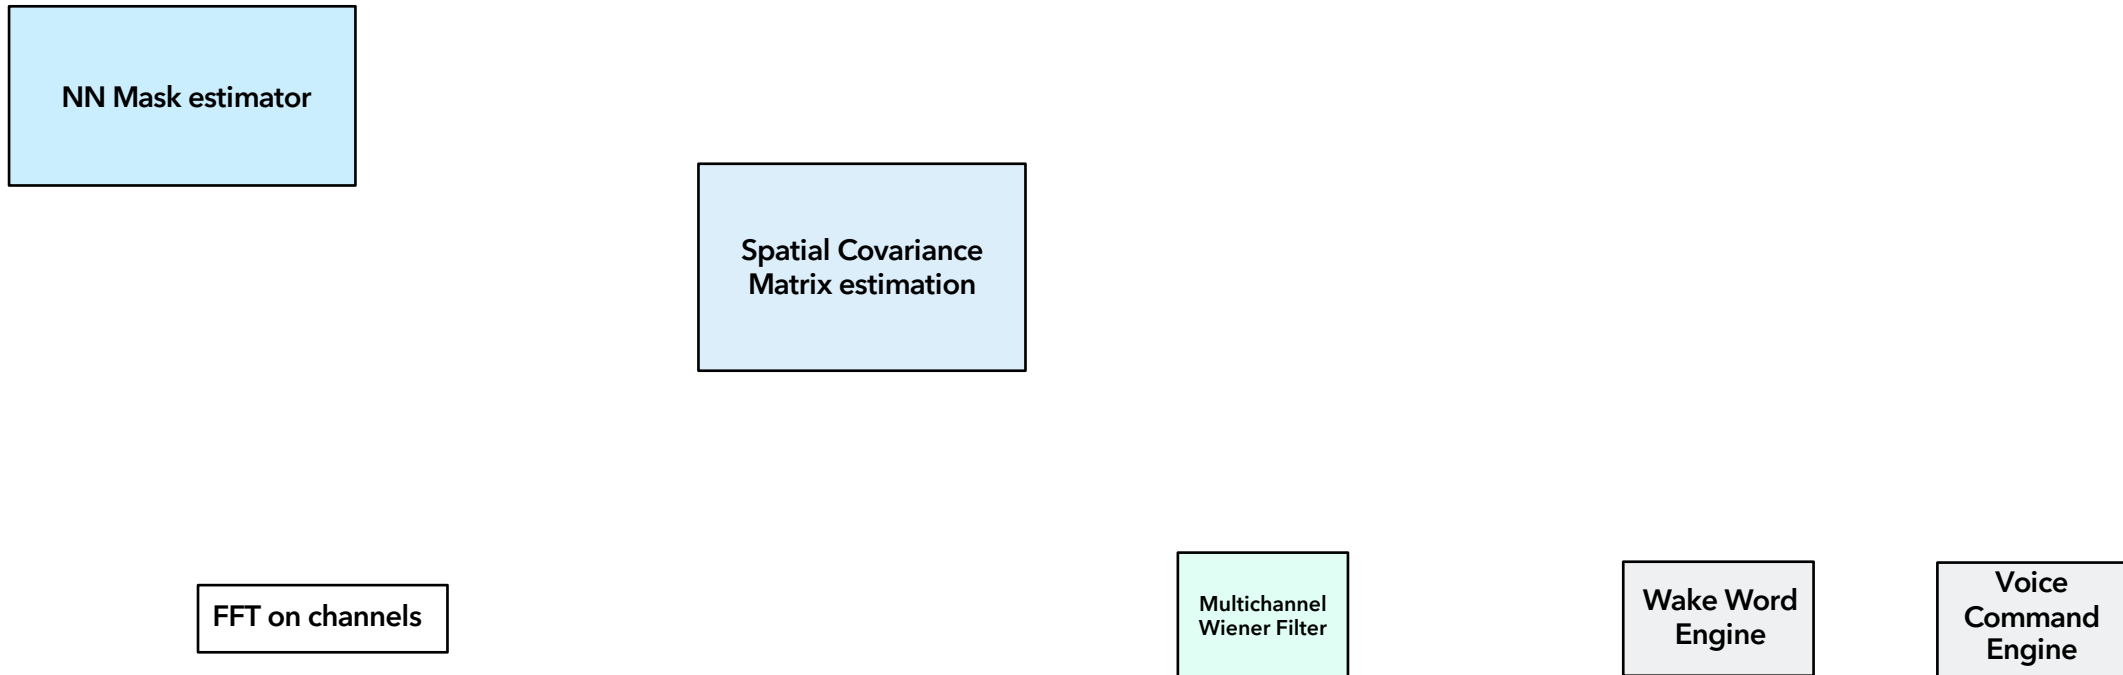 NN Mask estimator
Spatial Covariance
Matrix estimation
FFT on channels
Multichannel
Wiener Filter
Wake Word
Engine
Voice
Command
Engine